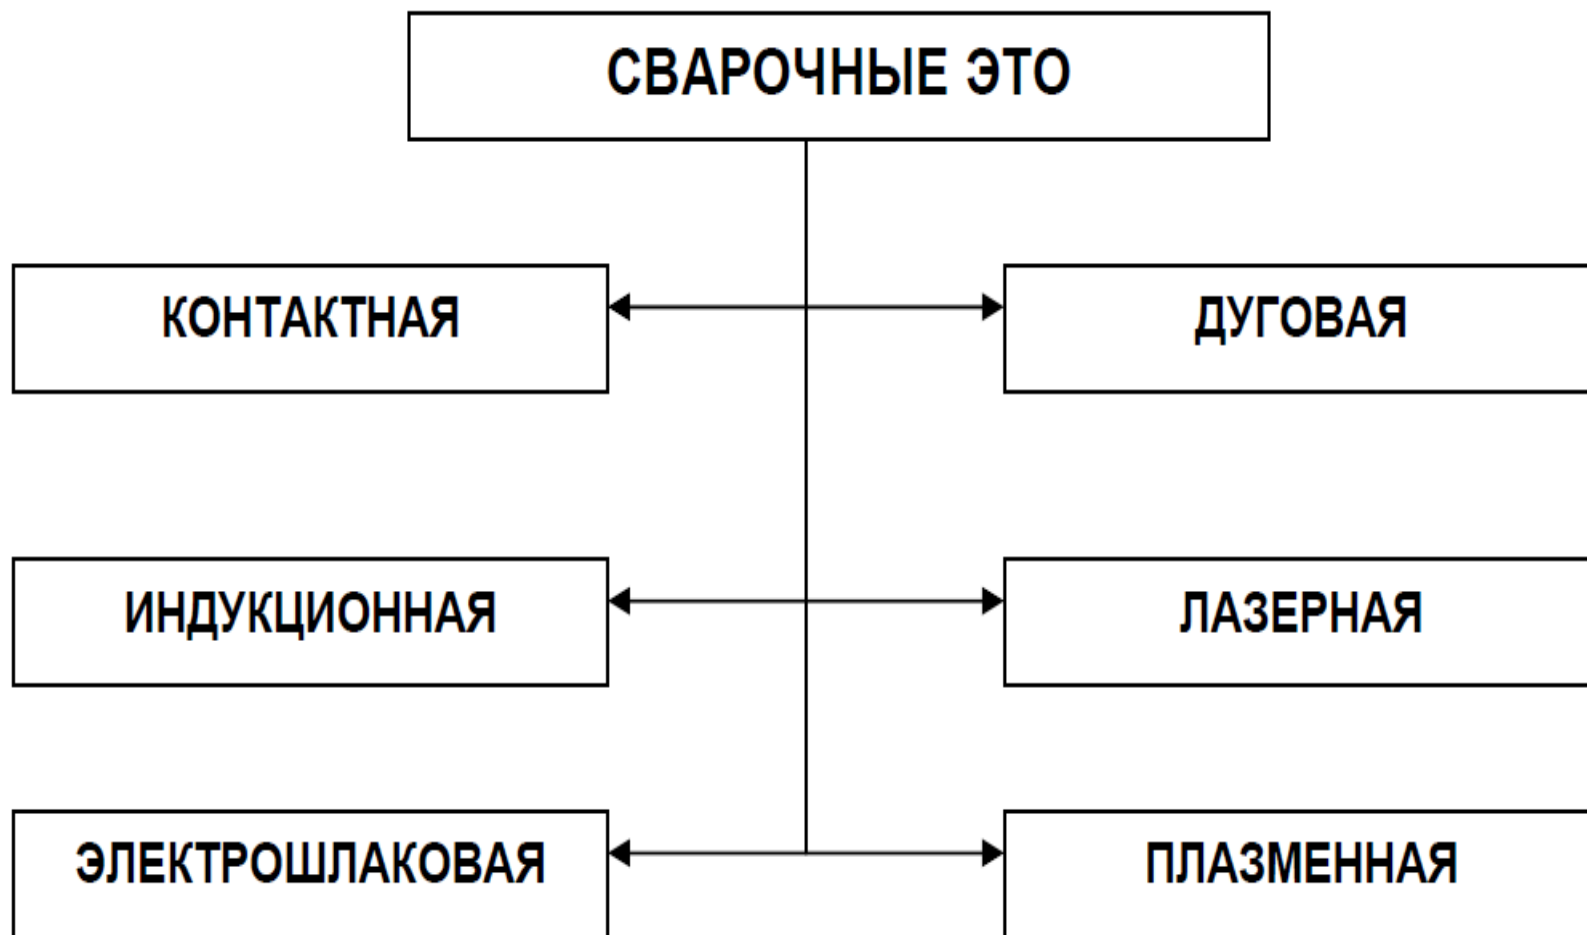 СВАРОЧНЫЕ ЭТО
КОНТАКТНАЯ
ДУГОВАЯ
ИНДУКЦИОННАЯ
ЛАЗЕРНАЯ
ЭЛЕКТРОШЛАКОВАЯ
ПЛАЗМЕННАЯ